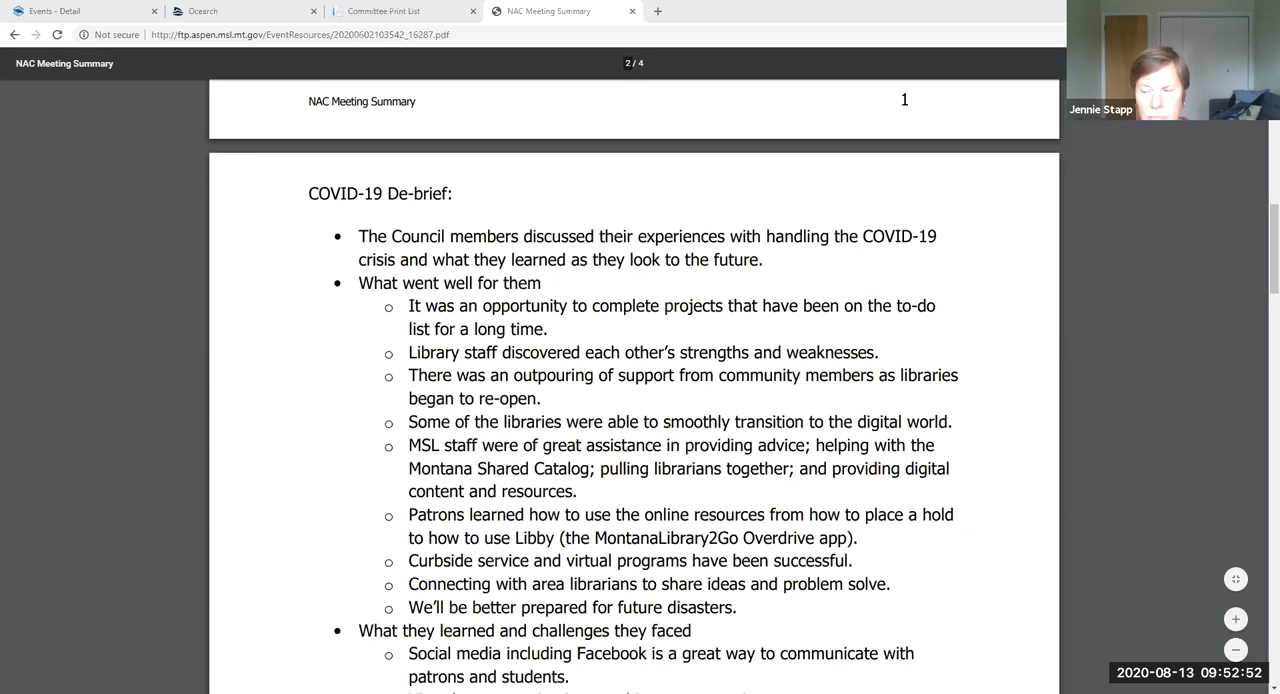 Events - Detail
Ocearch
Committee Print List
NAC Meeting Summary
Not secure | http://ftp.aspen.msl.mt.gov/EventResources/20200602103542_16287.pdf
NAC Meeting Summary
2 / 4
Jennie Stapp
NAC Meeting Summary
1
COVID-19 De-brief:
• The Council members discussed their experiences with handling the COVID-19
crisis and what they learned as they look to the future.
• What went well for them
o It was an opportunity to complete projects that have been on the to-do
list for a long time.
o Library staff discovered each other's strengths and weaknesses.
o There was an outpouring of support from community members as libraries
began to re-open.
o Some of the libraries were able to smoothly transition to the digital world.
o MSL staff were of great assistance in providing advice; helping with the
Montana Shared Catalog; pulling librarians together; and providing digital
content and resources.
o Patrons learned how to use the online resources from how to place a hold
to how to use Libby (the MontanaLibrary2Go Overdrive app).
o Curbside service and virtual programs have been successful.
o Connecting with area librarians to share ideas and problem solve.
o We'll be better prepared for future disasters.
• What they learned and challenges they faced
o Social media including Facebook is a great way to communicate with
patrons and students.
2020-08-13 09:52:52